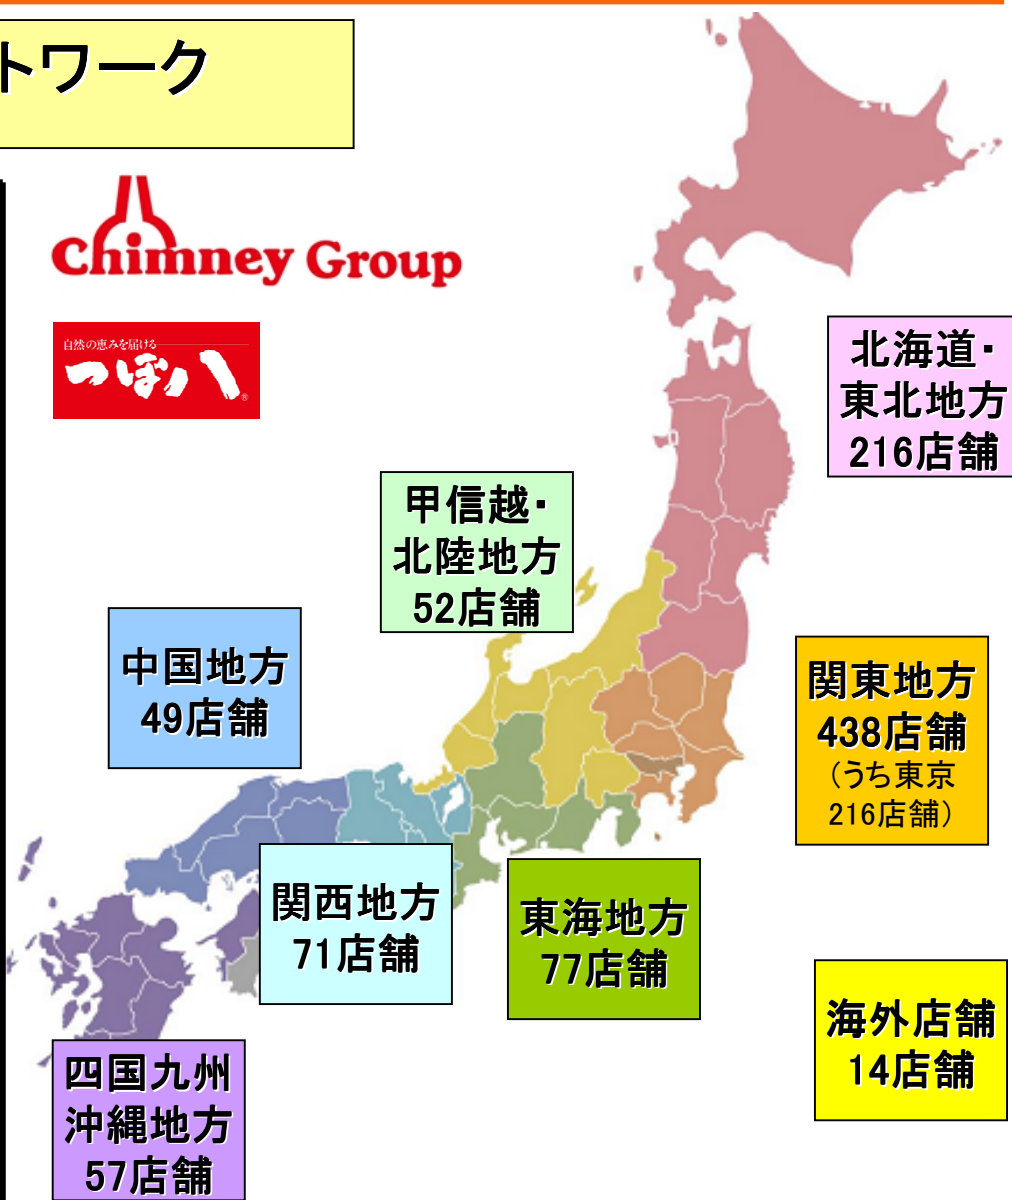 トワーク
Chimney Group
自然の恵みを届ける
つぼ八®
北海道・
東北地方
216店舗
甲信越・
北陸地方
52店舗
中国地方
49店舗
関東地方
438店舗
（うち東京
216店舗）
関西地方
71店舗
東海地方
77店舗
海外店舗
14店舗
四国九州
沖縄地方
57店舗